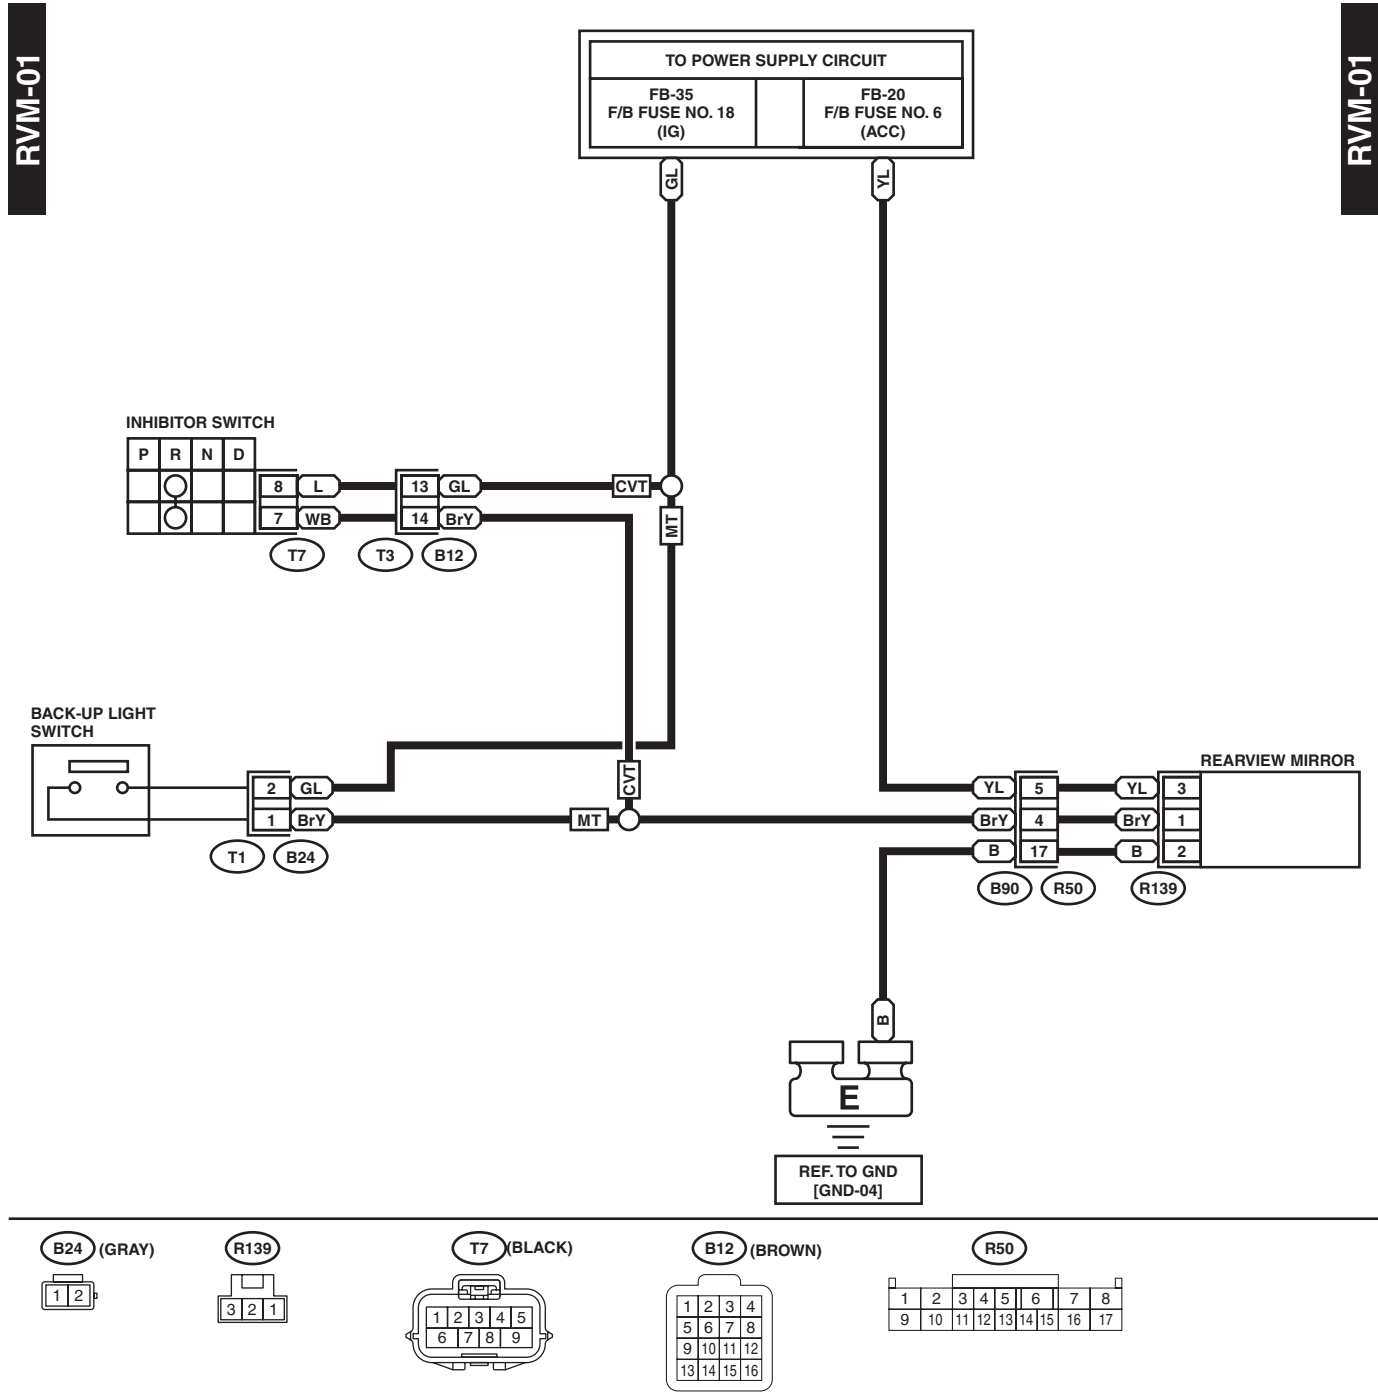 RVM-01
RVM-01
TO POWER SUPPLY CIRCUIT
FB-35
F/B FUSE NO. 18
(IG)
FB-20
F/B FUSE NO. 6
(ACC)
GL
YL
INHIBITOR SWITCH
P R N D
8 L 13 GL CVT
7 WB 14 BrY
MT
T7 T3 B12
BACK-UP LIGHT
SWITCH
CVT
REARVIEW MIRROR
2 GL YL 5 YL 3
1 BrY MT BrY 4 BrY 1
B 17 B 2
T1 B24
B90 R50 R139
B
E
REF. TO GND
[GND-04]
B24 (GRAY)
1 2
R139
3 2 1
T7 (BLACK)
1 2 3 4 5
6 7 8 9
B12 (BROWN)
1 2 3 4
5 6 7 8
9 10 11 12
13 14 15 16
R50
1 2 3 4 5 6 7 8
9 10 11 12 13 14 15 16 17